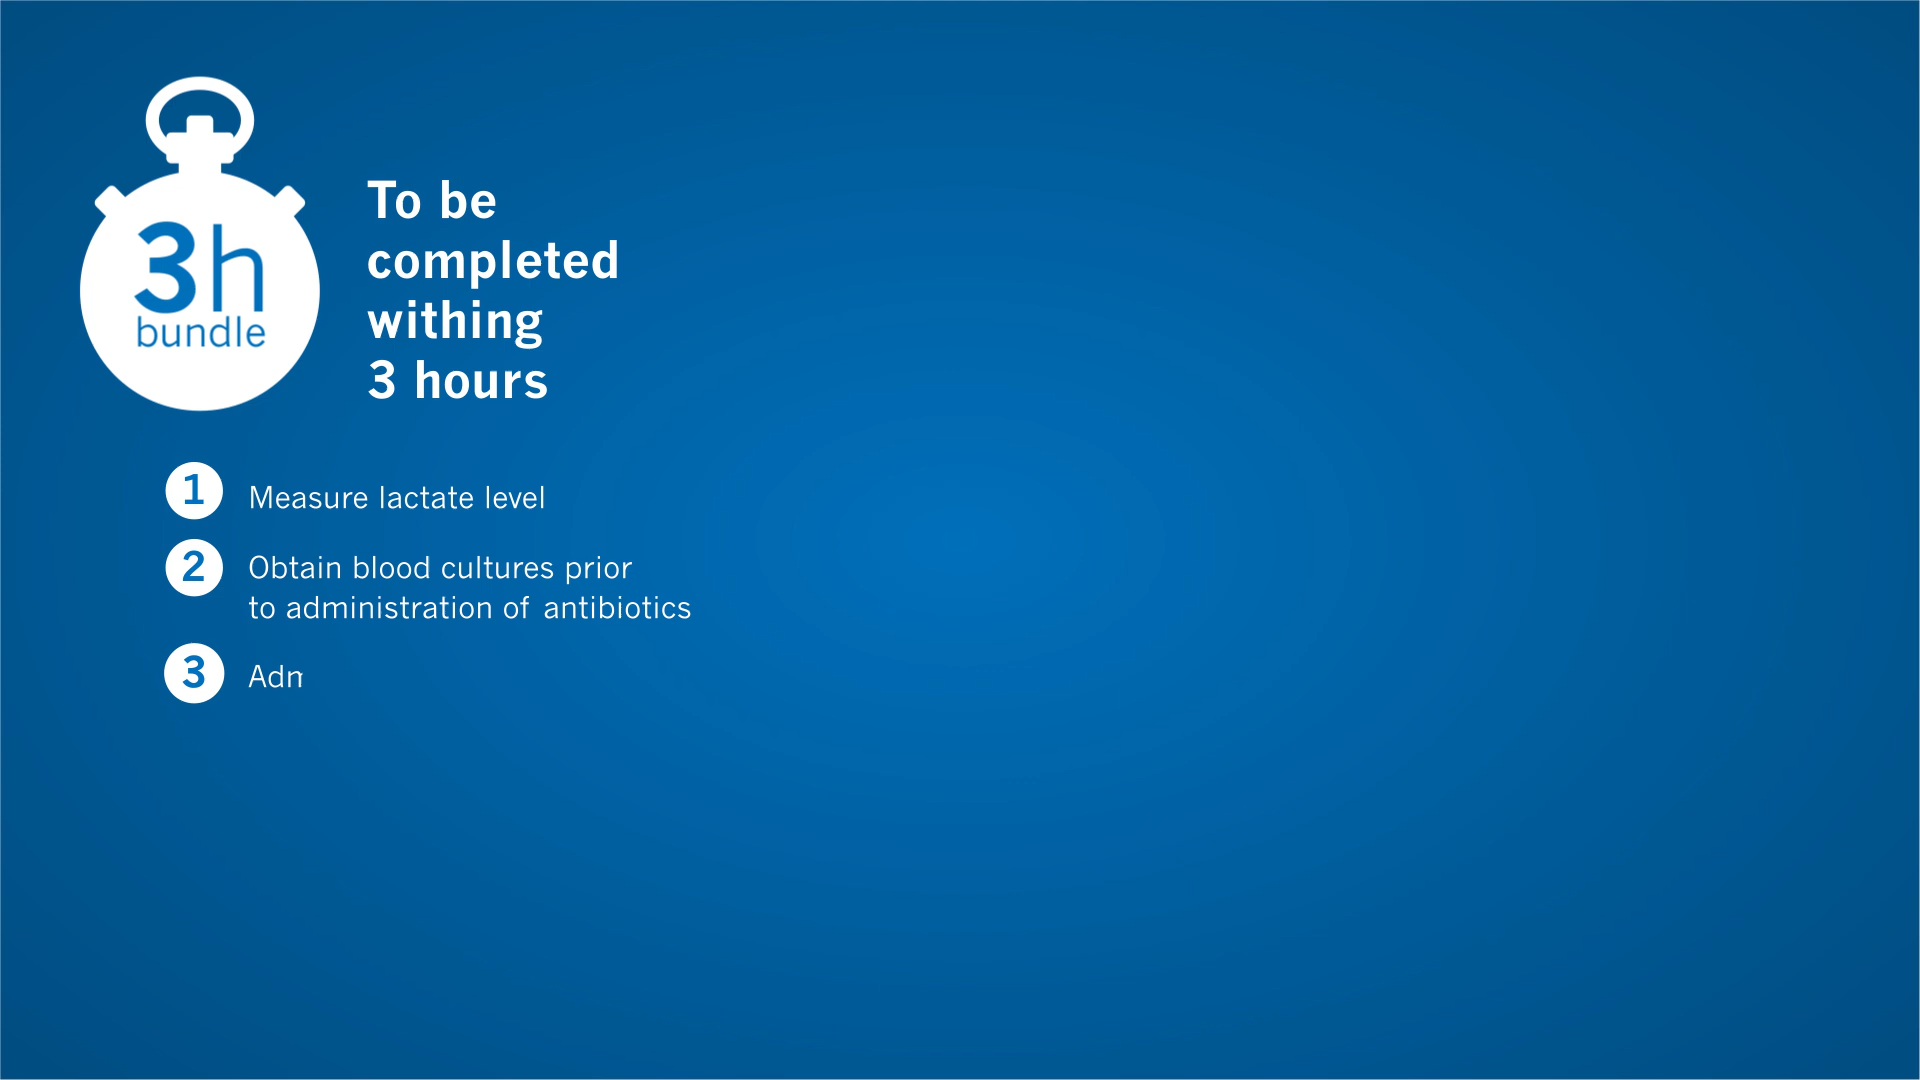 3h
bundle
To be
completed
withing
3 hours
1 Measure lactate level
2 Obtain blood cultures prior
to administration of antibiotics
3